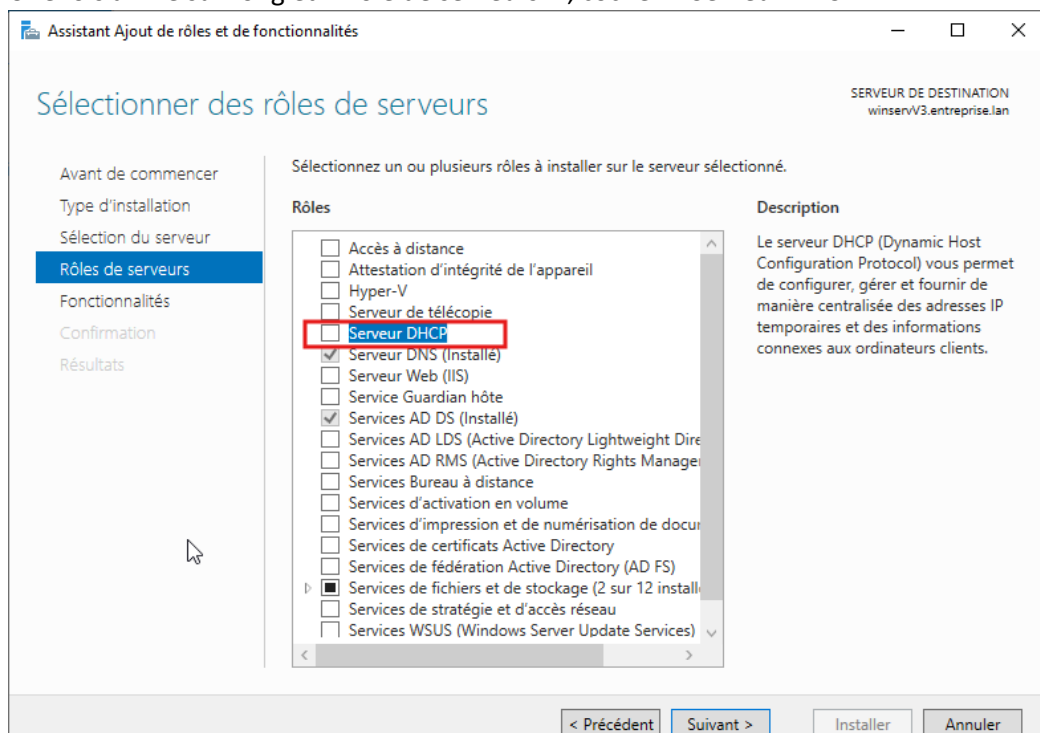 Assistant Ajout de rôles et de fonctionnalités
Sélectionner des rôles de serveurs
SERVEUR DE DESTINATION
winservV3.entreprise.lan
Avant de commencer
Type d'installation
Sélection du serveur
Rôles de serveurs
Fonctionnalités
Confirmation
Résultats
Sélectionnez un ou plusieurs rôles à installer sur le serveur sélectionné.
Rôles
Accès à distance
Attestation d'intégrité de l'appareil
Hyper-V
Serveur de télécopie
Serveur DHCP
Serveur DNS (Installé)
Serveur Web (IIS)
Service Guardian hôte
Services AD DS (Installé)
Services AD LDS (Active Directory Lightweight Dire
Services AD RMS (Active Directory Rights Manage
Services Bureau à distance
Services d'activation en volume
Services d'impression et de numérisation de docu
Services de certificats Active Directory
Services de fédération Active Directory (AD FS)
Services de fichiers et de stockage (2 sur 12 install
Services de stratégie et d'accès réseau
Services WSUS (Windows Server Update Services)
Description
Le serveur DHCP (Dynamic Host
Configuration Protocol) vous permet
de configurer, gérer et fournir de
manière centralisée des adresses IP
temporaires et des informations
connexes aux ordinateurs clients.
< Précédent
Suivant >
Installer
Annuler